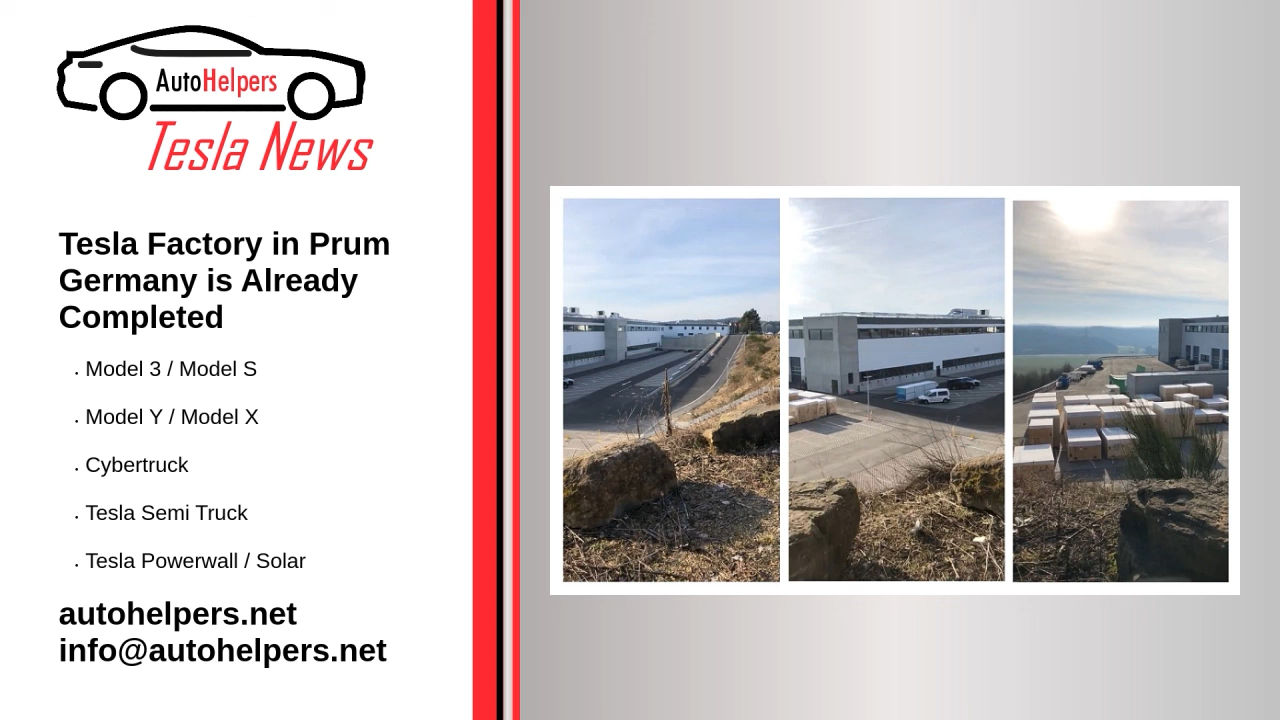 AutoHelpers
Tesla News
Tesla Factory in Prum
Germany is Already
Completed
· Model 3 / Model S
· Model Y / Model X
· Cybertruck
· Tesla Semi Truck
· Tesla Powerwall / Solar
autohelpers.net
info@autohelpers.net